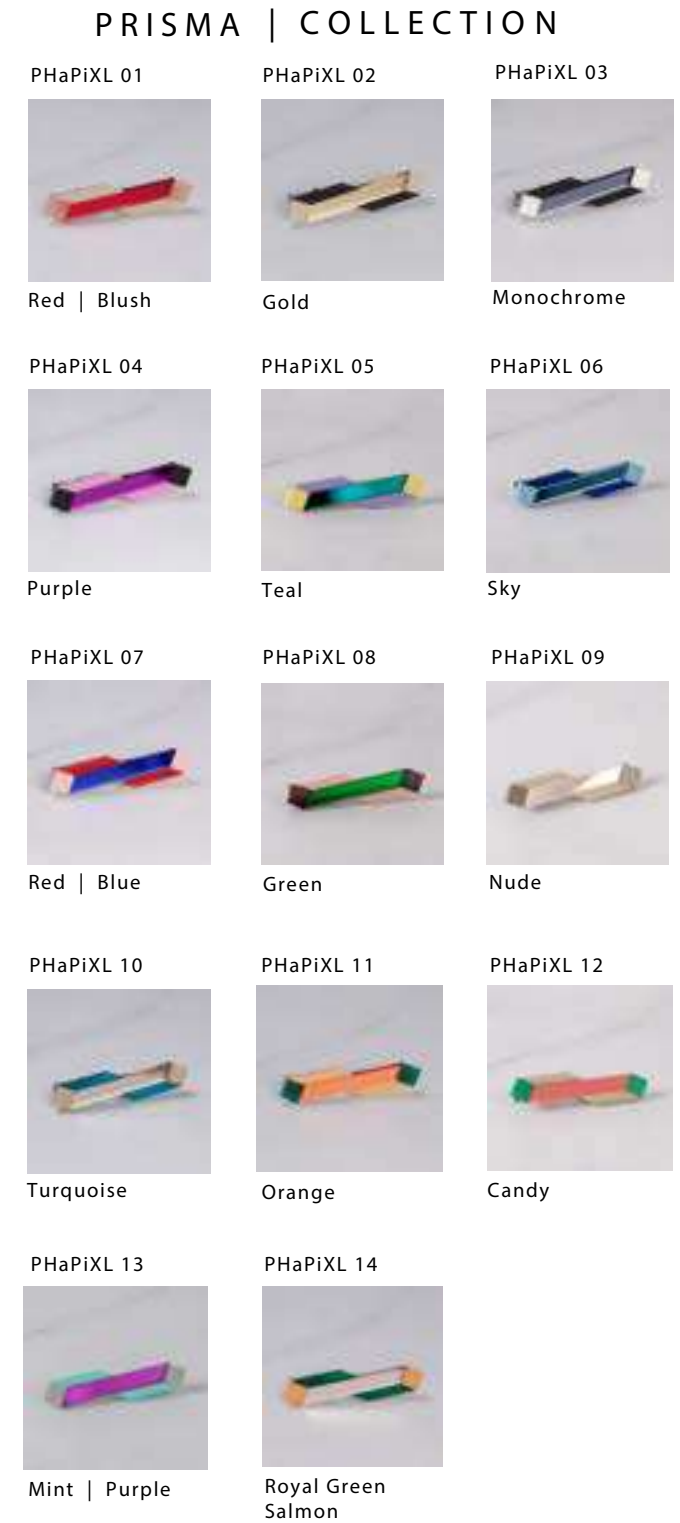 PRISMA | COLLECTION
PHaPiXL 01
PHaPiXL 02
PHaPiXL 03
Red | Blush
Gold
Monochrome
PHaPiXL 04
PHaPiXL 05
PHaPiXL 06
Purple
Teal
Sky
PHaPiXL 07
PHaPiXL 08
PHaPiXL 09
Red | Blue
Green
Nude
PHaPiXL 10
PHaPiXL 11
PHaPiXL 12
Turquoise
Orange
Candy
PHaPiXL 13
PHaPiXL 14
Mint | Purple
Royal Green
Salmon